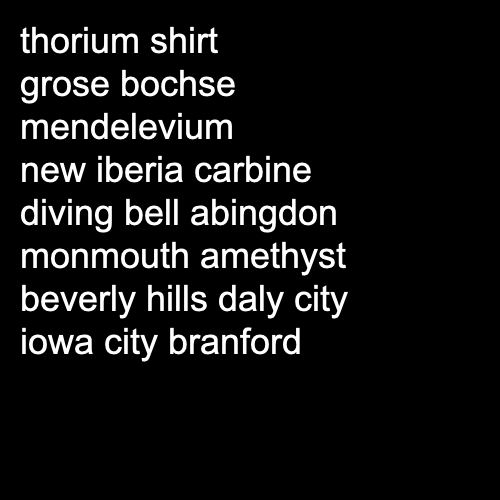 thorium shirt
grose bochse
mendelevium
new iberia carbine
diving bell abingdon
monmouth amethyst
beverly hills daly city
iowa city branford